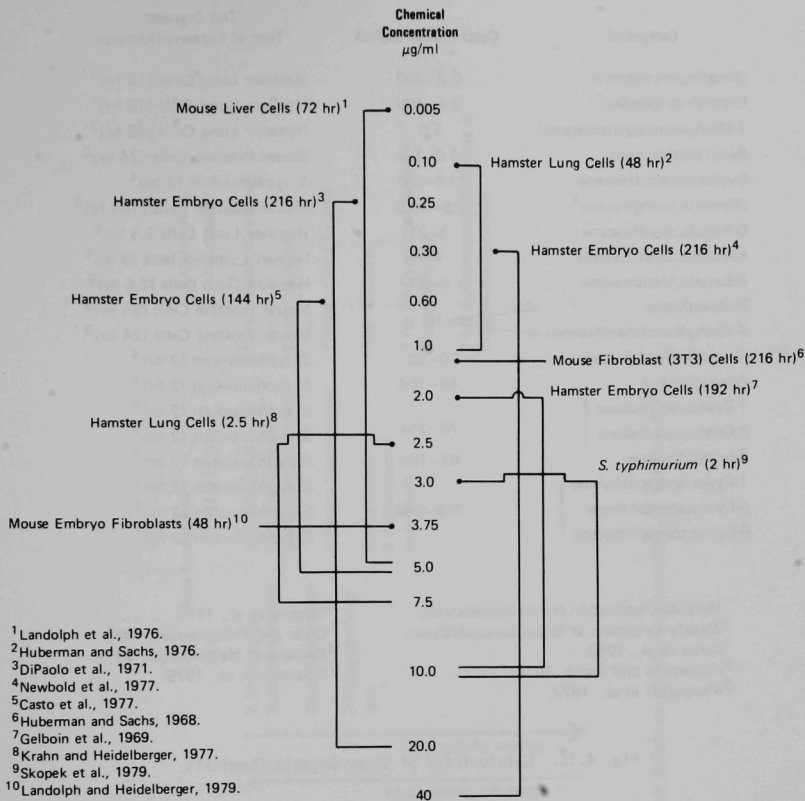 Chemical
Concentration
μg/ml
Mouse Liver Cells (72 hr)1
0.005
0.10
Hamster Lung Cells (48 hr)2
Hamster Embryo Cells (216 hr)3
0.25
0.30
Hamster Embryo Cells (216 hr)4
Hamster Embryo Cells (144 hr)5
0.60
1.0
Mouse Fibroblast (3T3) Cells (216 hr)6
2.0
Hamster Embryo Cells (192 hr)7
Hamster Lung Cells (2.5 hr)8
2.5
S. typhimurium (2 hr)9
3.0
Mouse Embryo Fibroblasts (48 hr)10
3.75
5.0
7.5
10.0
20.0
40
1Landolph et al., 1976.
2Huberman and Sachs, 1976.
3DiPaolo et al., 1971.
4Newbold et al., 1977.
5Casto et al., 1977.
6Huberman and Sachs, 1968.
7Gelboin et al., 1969.
8Krahn and Heidelberger, 1977.
9Skopek et al., 1979.
10Landolph and Heidelberger, 1979.